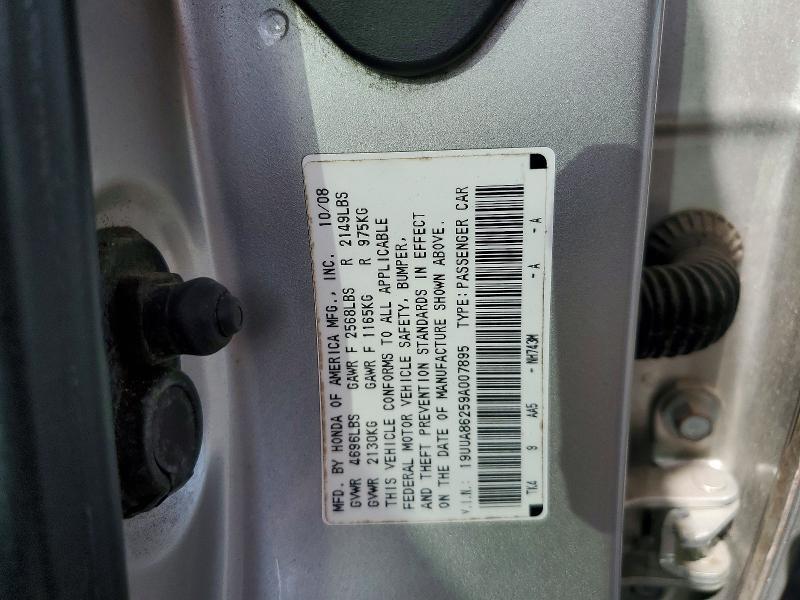 MFD. BY HONDA OF AMERICA MFG., INC. 10/08
GVWR 4696LBS GAWR F 2568LBS R 2149LBS
GVWR 2130KG GAWR F 1165KG R 975KG
THIS VEHICLE CONFORMS TO ALL APPLICABLE
FEDERAL MOTOR VEHICLE SAFETY, BUMPER,
AND THEFT PREVENTION STANDARDS IN EFFECT
ON THE DATE OF MANUFACTURE SHOWN ABOVE.
V.I.N.: 19UUA86259A007895 TYPE: PASSENGER CAR
TK4 9 AA5 - NH743M - A - A